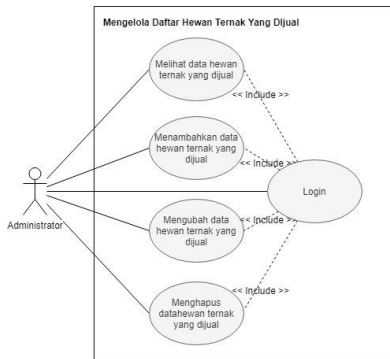 Mengelola Daftar Hewan Ternak Yang Dijual
Melihat data hewan
ternak yang dijual
<< Include >>
Menambahkan data
hewan ternak yang
dijual
<< Include >>
Login
Administrator
Mengubah data
hewan ternak yang
dijual
<< Include >>
Menghapus
datahewan ternak
yang dijual
<< Include >>